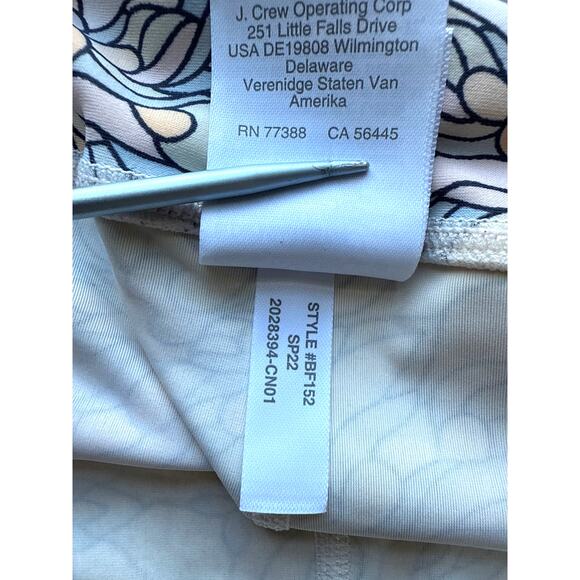 J. Crew Operating Corp
251 Little Falls Drive
USA DE19808 Wilmington
Delaware
Verenidge Staten Van
Amerika
RN 77388 CA 56445
STYLE #BF152
SP22
2028394-CN01